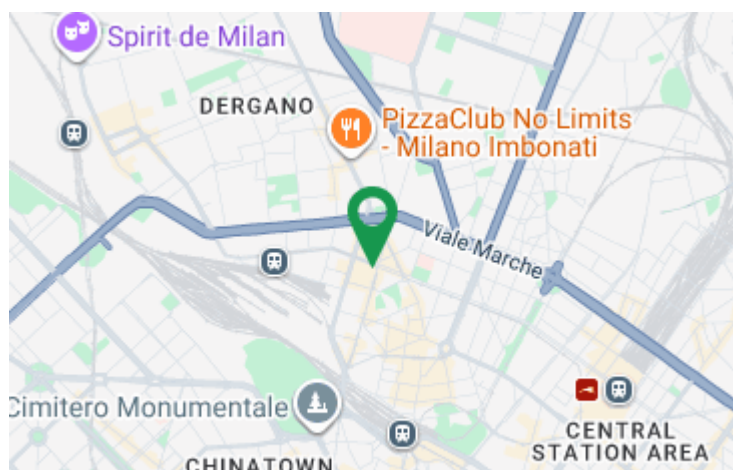 Spirit de Milan
DERGANO
PizzaClub No Limits
- Milano Imbonati
Viale Marche
Cimitero Monumentale
CENTRAL
STATION AREA
CHINATOWN